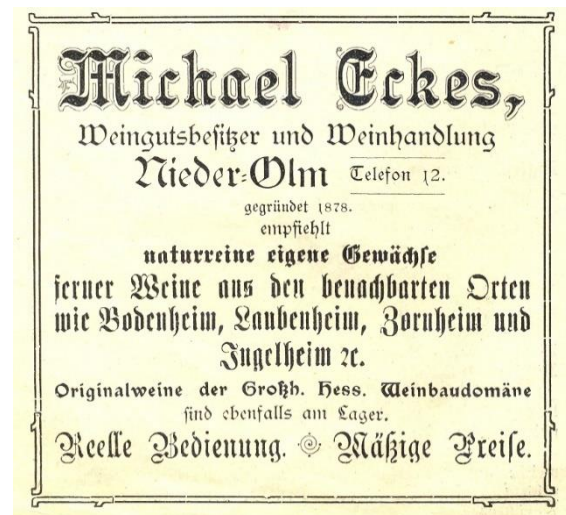 Michael Eckes,
Weingutsbesitzer und Weinhandlung
Nieder-Olm Telefon 12.
gegründet 1878.
empfiehlt
naturreine eigene Gewächse
ferner Weine aus den benachbarten Orten
wie Bodenheim, Laubenheim, Zornheim und
Ingelheim ꝛc.
Originalweine der Großh. Hess. Weinbaudomäne
sind ebenfalls am Lager.
Reelle Bedienung. Mäßige Preise.